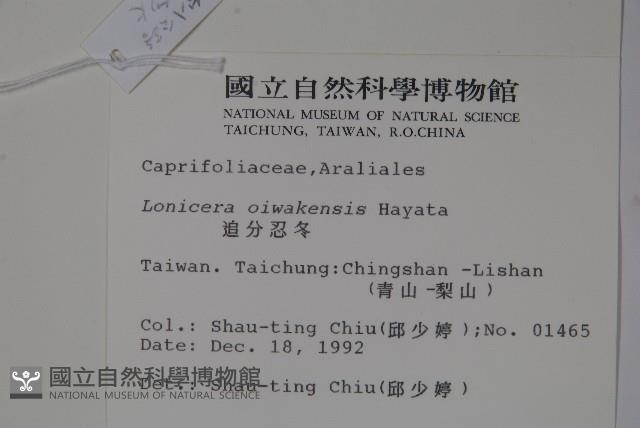 國立自然科學博物館
NATIONAL MUSEUM OF NATURAL SCIENCE
TAICHUNG, TAIWAN, R.O.CHINA
Caprifoliaceae,Araliales
Lonicera oiwakensis Hayata
追分忍冬
Taiwan. Taichung:Chingshan -Lishan
(青山-梨山)
Col.: Shau-ting Chiu(邱少婷);No. 01465
Date: Dec. 18, 1992
Det.: Shau-ting Chiu(邱少婷)
國立自然科學博物館
NATIONAL MUSEUM OF NATURAL SCIENCE